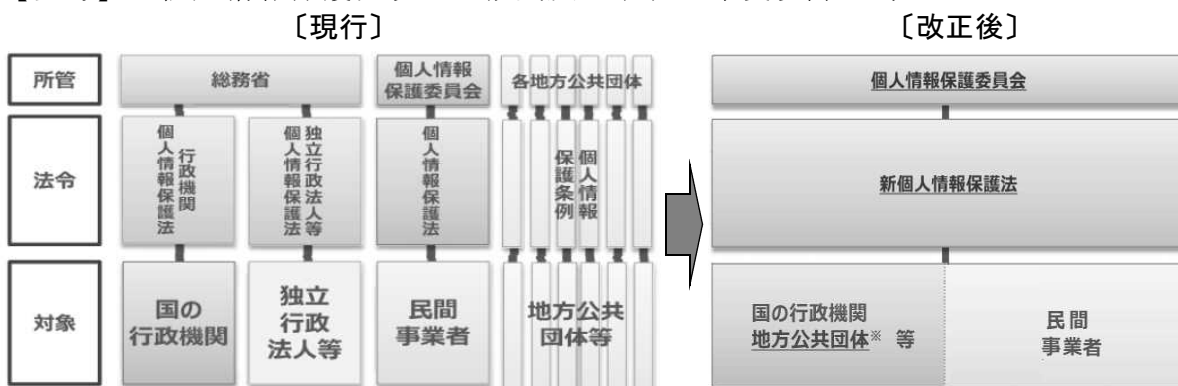 〔現行〕
〔改正後〕
所管
総務省
個人情報
保護委員会
各地方公共団体
個人情報保護委員会
法令
行政機関
個人情報保護法
独立行政法人等
個人情報保護法
個人情報保護法
個人情報
保護条例
新個人情報保護法
対象
国の
行政機関
独立
行政
法人等
民間
事業者
地方公共
団体等
国の行政機関
地方公共団体※ 等
民間
事業者